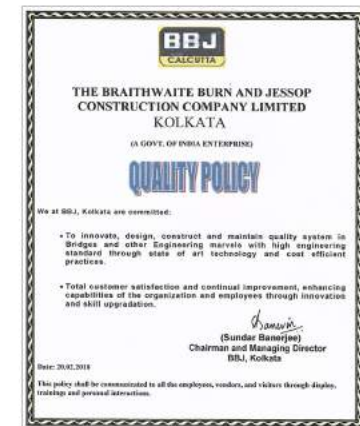 BBJ
CALCUTTA
THE BRAITHWAITE BURN AND JESSOP
CONSTRUCTION COMPANY LIMITED
KOLKATA
(A GOVT. OF INDIA ENTERPRISE)
QUALITY POLICY
We at BBJ, Kolkata are committed:
• To innovate, design, construct and maintain quality system in
Bridges and other Engineering marvels with high engineering
standard through state of art technology and cost efficient
practices.
• Total customer satisfaction and continual improvement, enhancing
capabilities of the organization and employees through innovation
and skill upgradation.
(Sundar Banerjee)
Chairman and Managing Director
BBJ, Kolkata
Date: 20.02.2018
This policy shall be communicated to all the employees, vendors, and visitors through display,
trainings and personal interactions.